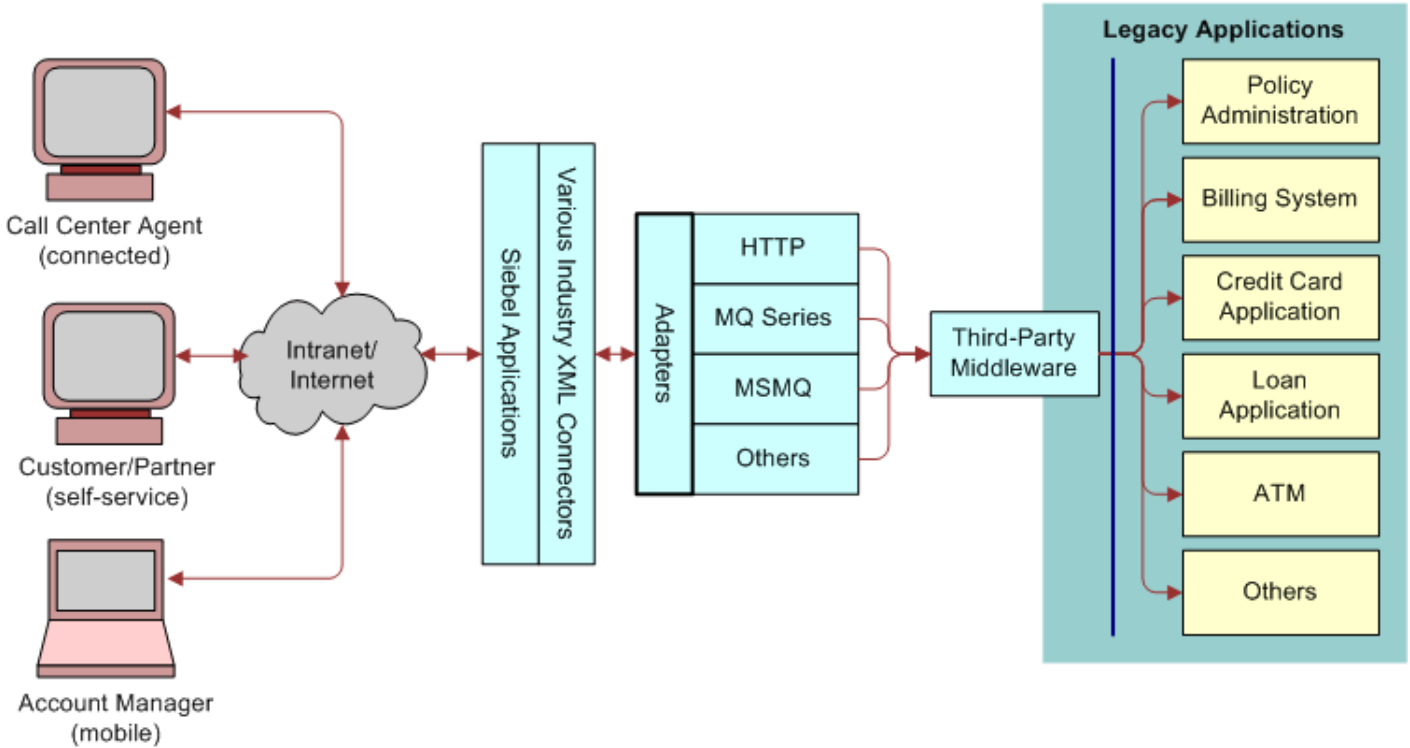 Legacy Applications
Call Center Agent
(connected)
Customer/Partner
(self-service)
Account Manager
(mobile)
Intranet/
Internet
Siebel Applications
Various Industry XML Connectors
Adapters
HTTP
MQ Series
MSMQ
Others
Third-Party
Middleware
Policy
Administration
Billing System
Credit Card
Application
Loan
Application
ATM
Others